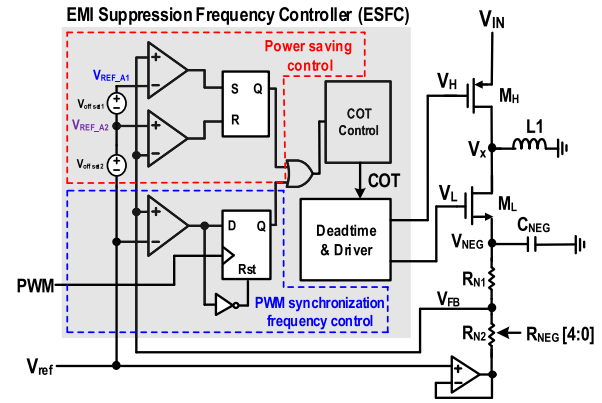 EMI Suppression Frequency Controller (ESFC)
Power saving
control
VREF_A1
Voffset1
VREF_A2
Voffset2
+
−
+
−
S Q
R
COT
Control
COT
Deadtime
& Driver
+
−
D Q
Rst
PWM
PWM synchronization
frequency control
Vref
VIN
VH
MH
Vx
L1
VL
ML
VNEG
CNEG
RN1
VFB
RN2
RNEG [4:0]
+
−